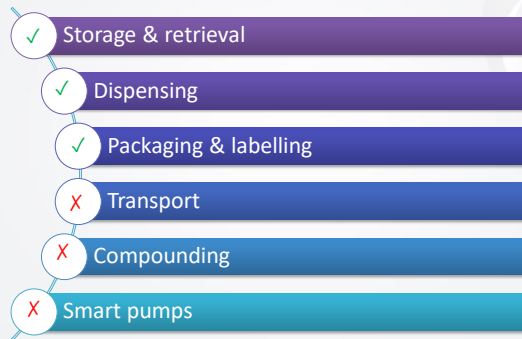 ✓ Storage & retrieval
✓ Dispensing
✓ Packaging & labelling
✗ Transport
✗ Compounding
✗ Smart pumps